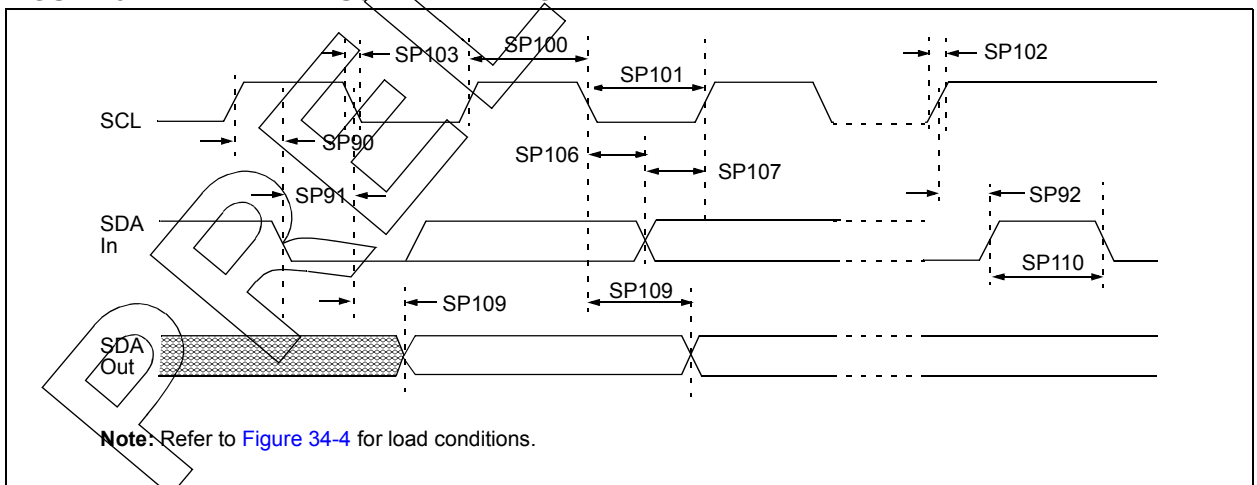 SP103
SP100
SP101
SP102
SCL
SP90
SP106
SP107
SP91
SP92
SDA
In
SP110
SP109
SP109
SDA
Out
Note: Refer to Figure 34-4 for load conditions.